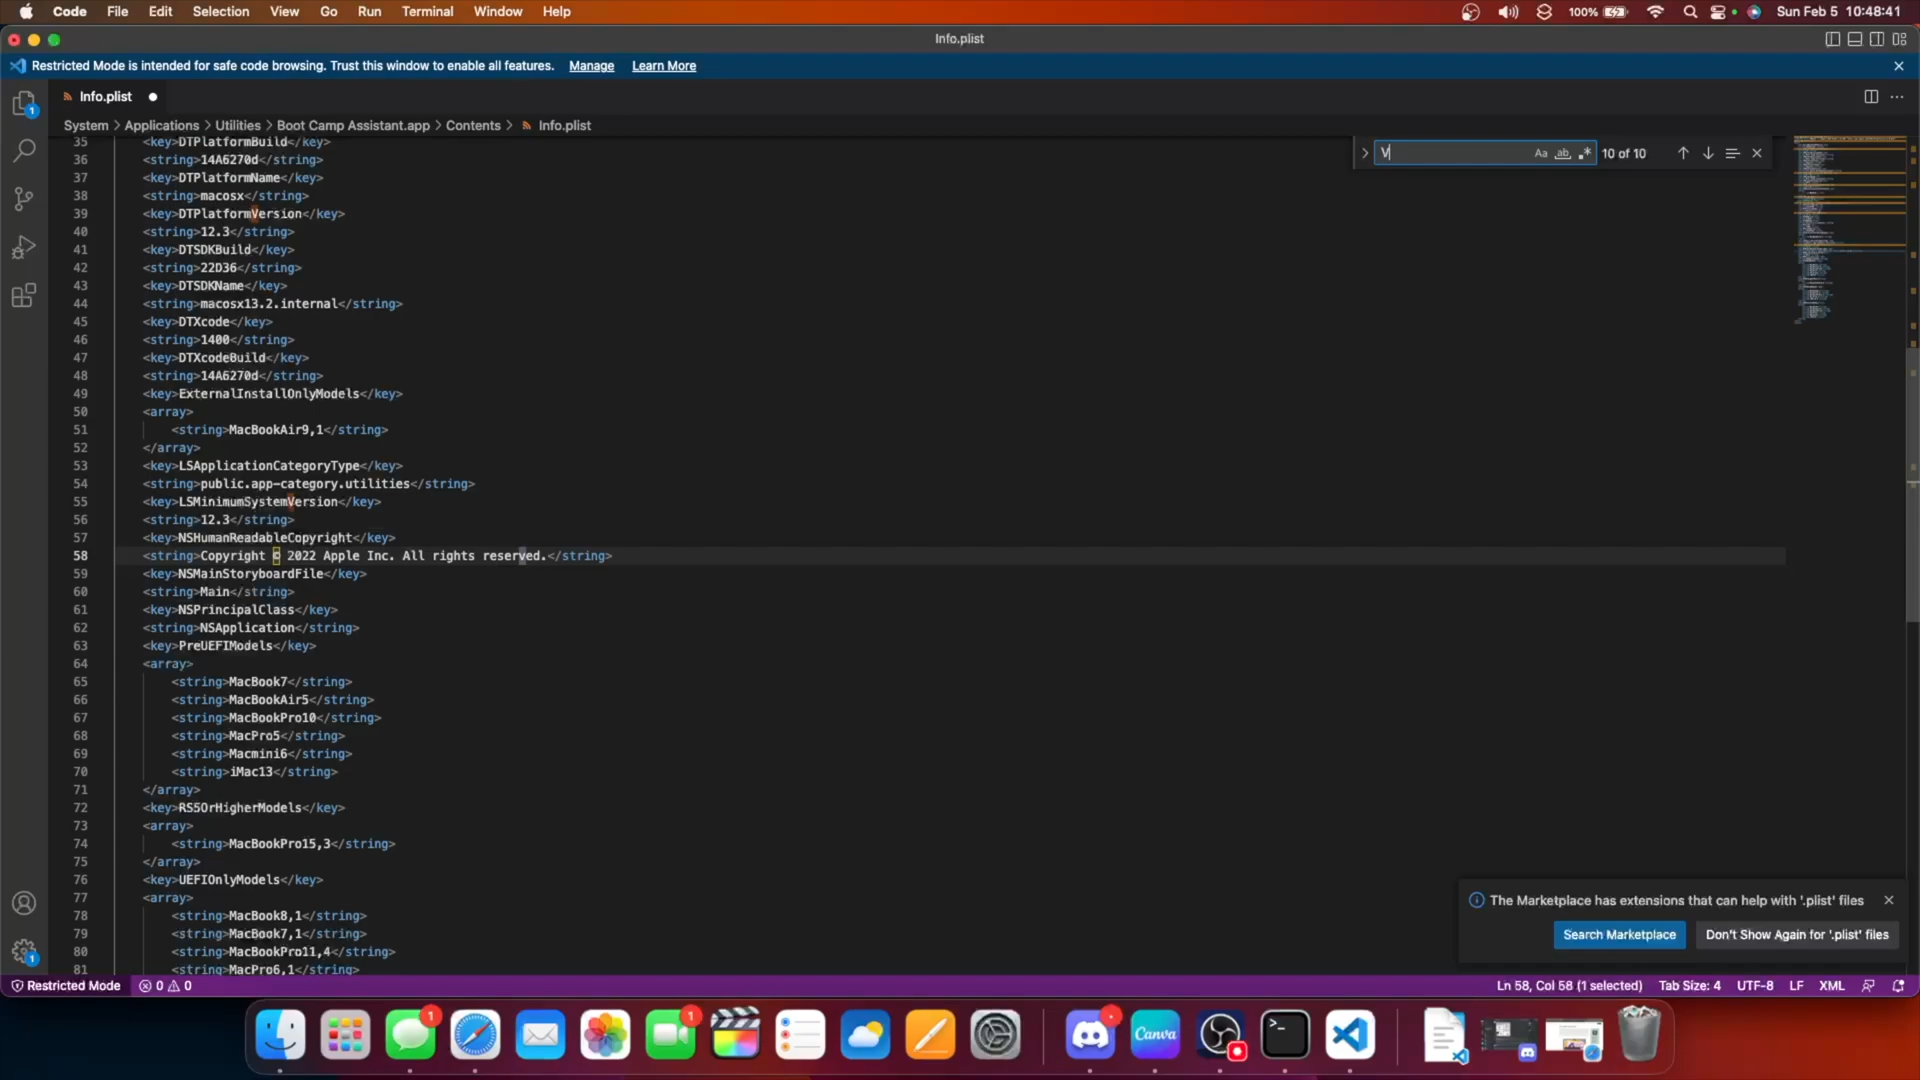 Code File Edit Selection View Go Run Terminal Window Help 100% Sun Feb 5 10:48:41
Info.plist
Restricted Mode is intended for safe code browsing. Trust this window to enable all features. Manage Learn More
Info.plist
System > Applications > Utilities > Boot Camp Assistant.app > Contents > Info.plist
V Aa ab .* 10 of 10
35 <key>DTPlatformBuild</key>
36 <string>14A6270d</string>
37 <key>DTPlatformName</key>
38 <string>macosx</string>
39 <key>DTPlatformVersion</key>
40 <string>12.3</string>
41 <key>DTSDKBuild</key>
42 <string>22D36</string>
43 <key>DTSDKName</key>
44 <string>macosx13.2.internal</string>
45 <key>DTXcode</key>
46 <string>1400</string>
47 <key>DTXcodeBuild</key>
48 <string>14A6270d</string>
49 <key>ExternalInstallOnlyModels</key>
50 <array>
51 <string>MacBookAir9,1</string>
52 </array>
53 <key>LSApplicationCategoryType</key>
54 <string>public.app-category.utilities</string>
55 <key>LSMinimumSystemVersion</key>
56 <string>12.3</string>
57 <key>NSHumanReadableCopyright</key>
58 <string>Copyright © 2022 Apple Inc. All rights reserved.</string>
59 <key>NSMainStoryboardFile</key>
60 <string>Main</string>
61 <key>NSPrincipalClass</key>
62 <string>NSApplication</string>
63 <key>PreUEFIModels</key>
64 <array>
65 <string>MacBook7</string>
66 <string>MacBookAir5</string>
67 <string>MacBookPro10</string>
68 <string>MacPro5</string>
69 <string>Macmini6</string>
70 <string>iMac13</string>
71 </array>
72 <key>RS5OrHigherModels</key>
73 <array>
74 <string>MacBookPro15,3</string>
75 </array>
76 <key>UEFIOnlyModels</key>
77 <array>
78 <string>MacBook8,1</string>
79 <string>MacBook7,1</string>
80 <string>MacBookPro11,4</string>
81 <string>MacPro6,1</string>
The Marketplace has extensions that can help with '.plist' files
Search Marketplace Don't Show Again for '.plist' files
1
1
Restricted Mode 0 0 Ln 58, Col 58 (1 selected) Tab Size: 4 UTF-8 LF XML
1 1 Canva